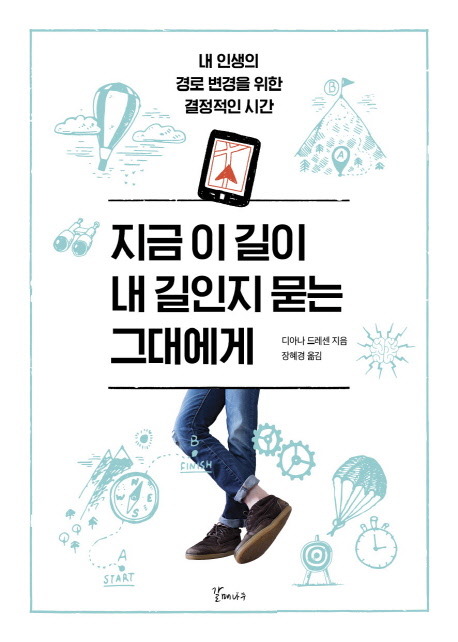 내 인생의
경로 변경을 위한
결정적인 시간
B
A
지금 이 길이
내 길인지 묻는
그대에게
디아나 드레센 지음
장혜경 옮김
B
FINISH
N
W E
S
A
START
갈매나무